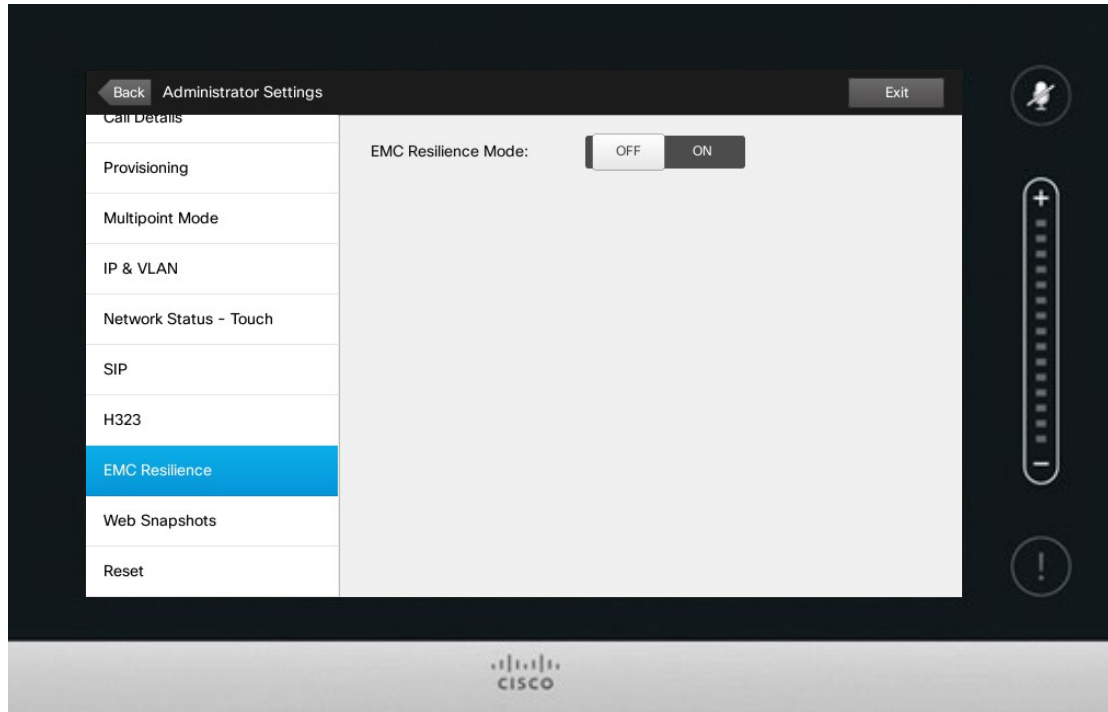 Back Administrator Settings Exit
Call Details
Provisioning
Multipoint Mode
IP & VLAN
Network Status - Touch
SIP
H323
EMC Resilience
Web Snapshots
Reset
EMC Resilience Mode: OFF ON
+
-
!
CISCO